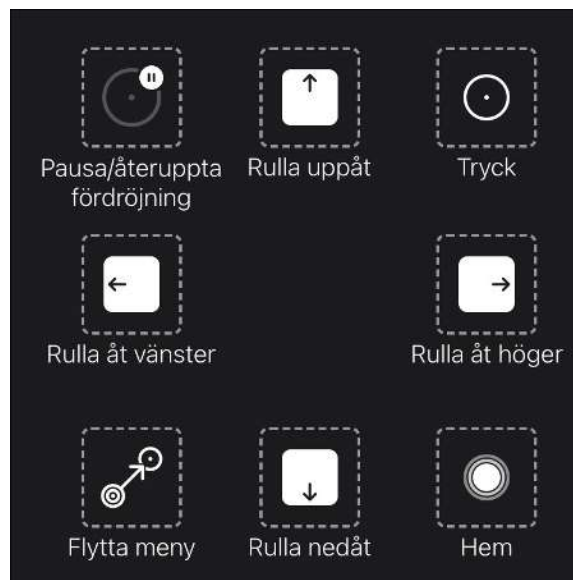 Pausa/återuppta
fördröjning
Rulla uppåt
Tryck
Rulla åt vänster
Rulla åt höger
Flytta meny
Rulla nedåt
Hem